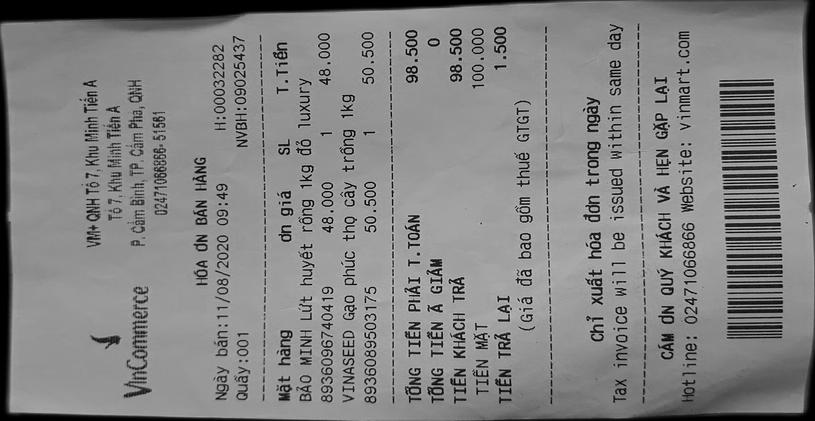 VinCommerce
VM+ QNH Tổ 7, Khu Minh Tiến A
Tổ 7, Khu Minh Tiến A
P. Cẩm Bình, TP. Cẩm Phả, QNH
02471066866- 51581
HÓA ĐN BÁN HÀNG
Ngày bán:11/08/2020 09:49 H:00032282
Quầy:001 NVBH:09025437
Mặt hàng đn giá SL T.Tiền
BẢO MINH Lứt huyết rồng 1kg đỏ luxury
8936096740419 48.000 1 48.000
VINASEED Gạo phúc thọ cây trồng 1kg
8936089503175 50.500 1 50.500
TỔNG TIỀN PHẢI T.TOÁN 98.500
TỔNG TIỀN Ã GIẢM 0
TIỀN KHÁCH TRẢ 98.500
TIỀN MẶT 100.000
TIỀN TRẢ LẠI 1.500
(Giá đã bao gồm thuế GTGT)
Chỉ xuất hóa đơn trong ngày
Tax invoice will be issued within same day
CẢM ƠN QUÝ KHÁCH VÀ HẸN GẶP LẠI
Hotline: 02471066866 Website: vinmart.com